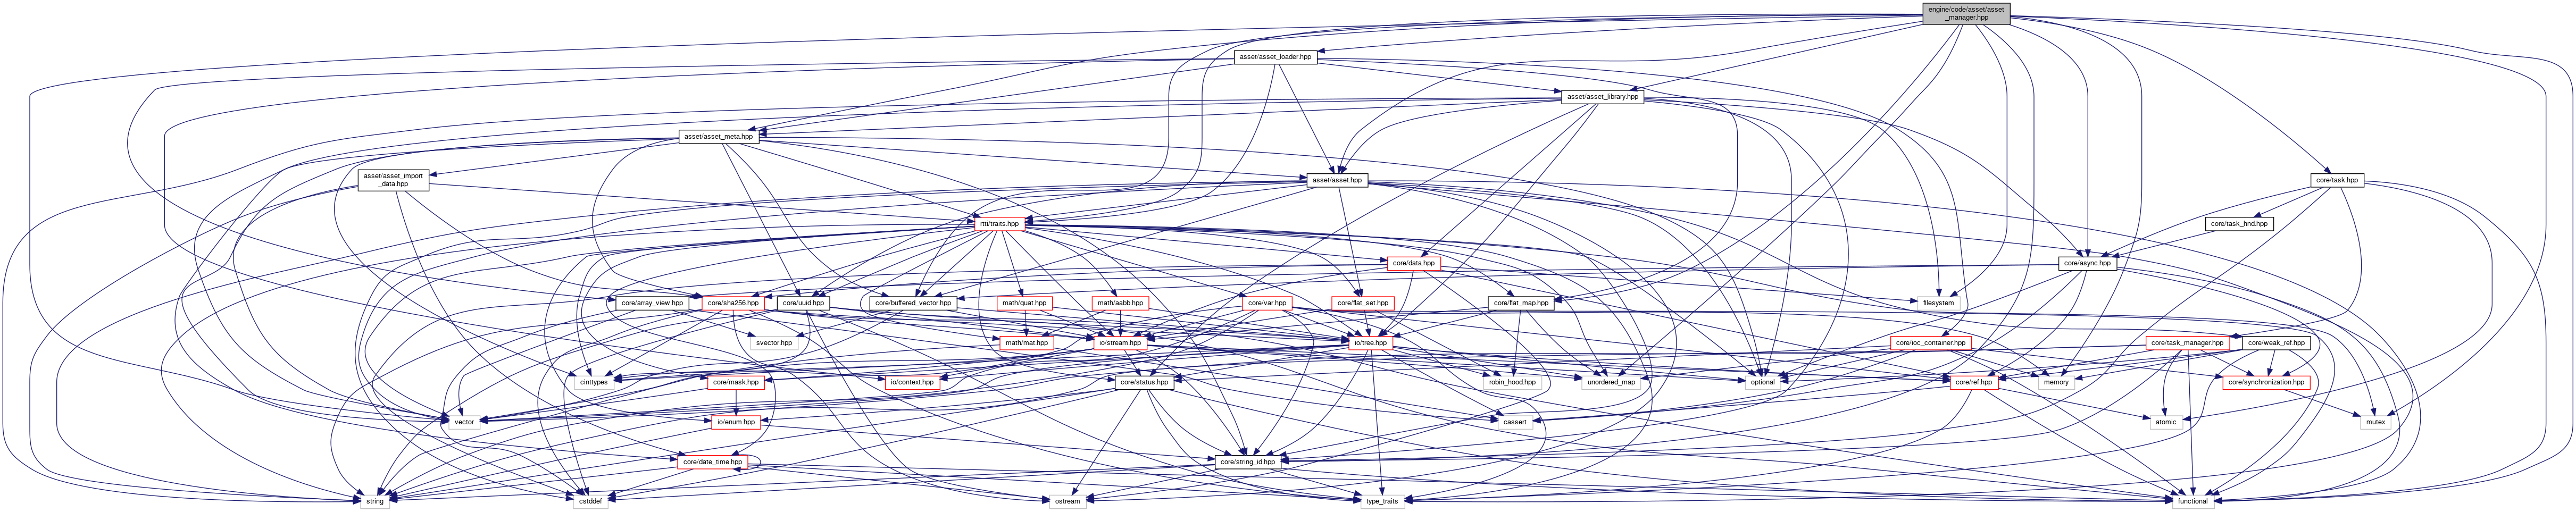 engine/code/asset/asset
_manager.hpp
asset/asset_loader.hpp
asset/asset_library.hpp
asset/asset_meta.hpp
asset/asset_import
_data.hpp
asset/asset.hpp
core/task.hpp
rtti/traits.hpp
core/task_hnd.hpp
core/data.hpp
core/async.hpp
core/array_view.hpp
core/sha256.hpp
core/uuid.hpp
core/buffered_vector.hpp
math/quat.hpp
math/aabb.hpp
core/var.hpp
core/flat_set.hpp
core/flat_map.hpp
filesystem
svector.hpp
math/mat.hpp
io/stream.hpp
io/tree.hpp
core/ioc_container.hpp
core/task_manager.hpp
core/weak_ref.hpp
cinttypes
core/mask.hpp
io/context.hpp
core/status.hpp
robin_hood.hpp
unordered_map
optional
core/ref.hpp
memory
core/synchronization.hpp
vector
io/enum.hpp
cassert
atomic
mutex
core/date_time.hpp
core/string_id.hpp
string
cstddef
ostream
type_traits
functional